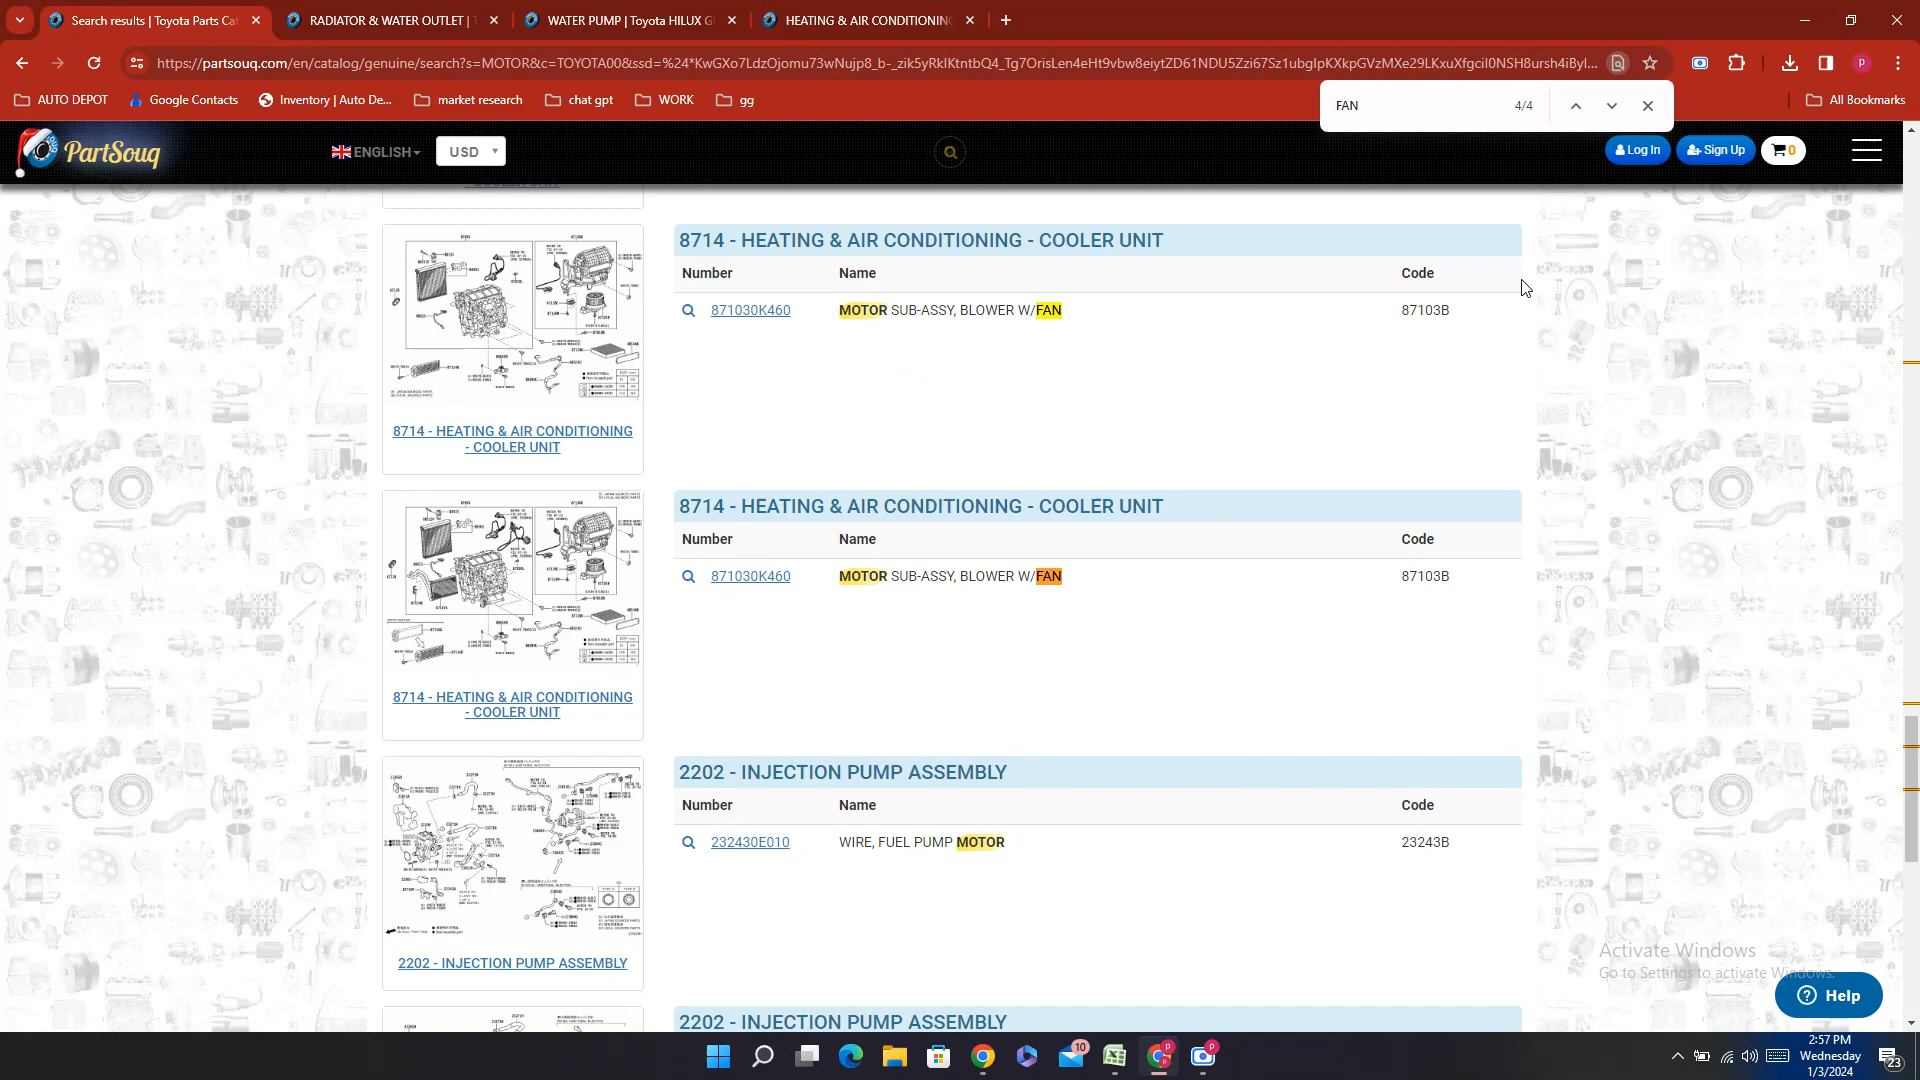 Search results | Toyota Parts Cat
RADIATOR & WATER OUTLET | T
WATER PUMP | Toyota HILUX G
HEATING & AIR CONDITIONING
https://partsouq.com/en/catalog/genuine/search?s=MOTOR&c=TOYOTA00&ssd=%24*KwGXo7LdzOjomu73wNujp8_b-_zik5yRklKtntbQ4_Tg7OrisLen4eHt9vbw8eiytZD61NDU5Zzi67Sz1ubgIpKXkpGVzMXe29LKxuXfgciI0NSH8ursh4iByI...
AUTO DEPOT
Google Contacts
Inventory | Auto De...
market research
chat gpt
WORK
gg
All Bookmarks
FAN
4/4
PartSouq
ENGLISH
USD
Log In
Sign Up
0
8714 - HEATING & AIR CONDITIONING - COOLER UNIT
Number Name Code
871030K460 MOTOR SUB-ASSY, BLOWER W/FAN 87103B
8714 - HEATING & AIR CONDITIONING
- COOLER UNIT
8714 - HEATING & AIR CONDITIONING - COOLER UNIT
Number Name Code
871030K460 MOTOR SUB-ASSY, BLOWER W/FAN 87103B
8714 - HEATING & AIR CONDITIONING
- COOLER UNIT
2202 - INJECTION PUMP ASSEMBLY
Number Name Code
232430E010 WIRE, FUEL PUMP MOTOR 23243B
2202 - INJECTION PUMP ASSEMBLY
2202 - INJECTION PUMP ASSEMBLY
Activate Windows
Go to Settings to activate Windows.
Help
10
2:57 PM
Wednesday
1/3/2024
23